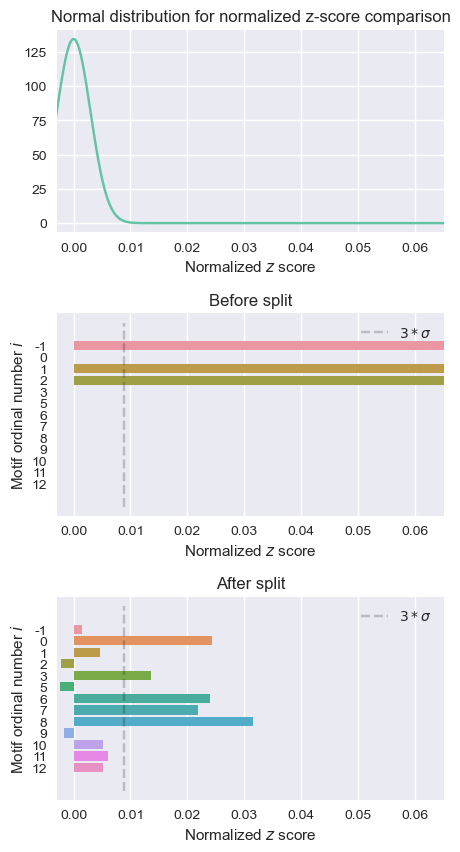 Normal distribution for normalized z-score comparison
125
100
75
50
25
0
0.00 0.01 0.02 0.03 0.04 0.05 0.06
Normalized z score
Before split
3 * σ
Motif ordinal number i
-1
0
1
2
3
5
6
7
8
9
10
11
12
0.00 0.01 0.02 0.03 0.04 0.05 0.06
Normalized z score
After split
3 * σ
Motif ordinal number i
-1
0
1
2
3
5
6
7
8
9
10
11
12
0.00 0.01 0.02 0.03 0.04 0.05 0.06
Normalized z score